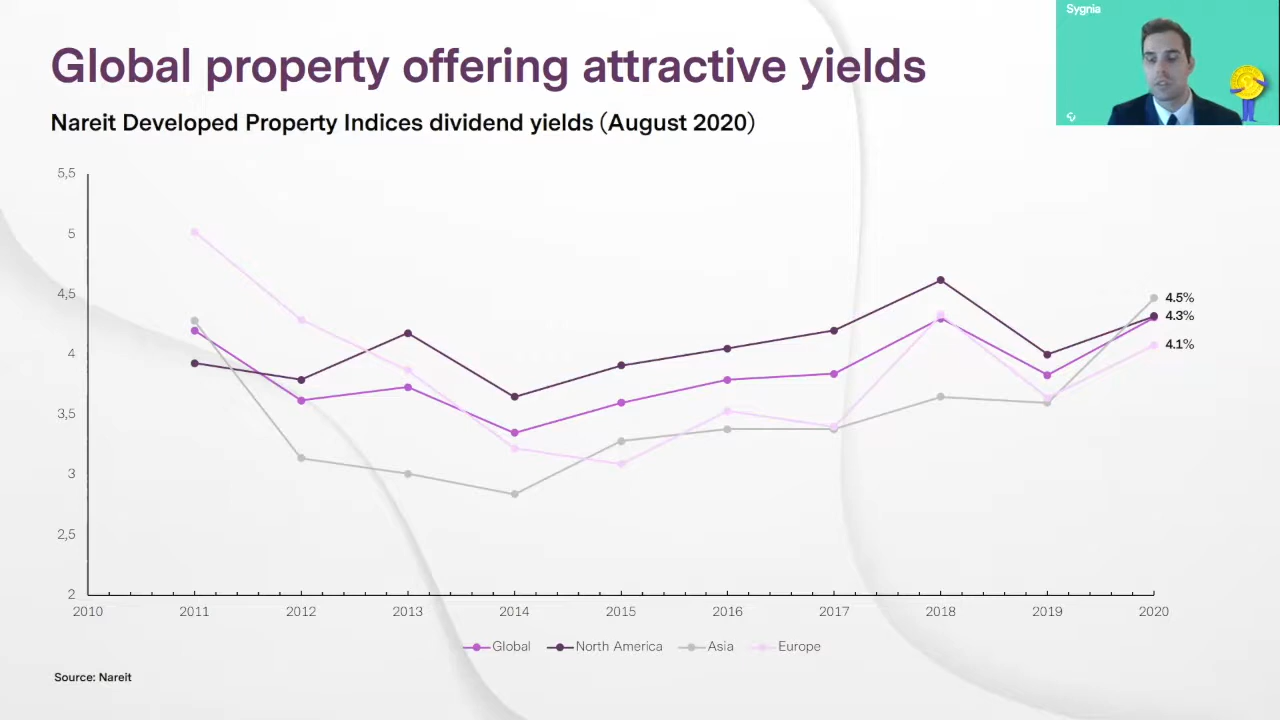 Sygnia
Global property offering attractive yields
Nareit Developed Property Indices dividend yields (August 2020)
5,5
5
4,5
4
3,5
3
2,5
2
4.5%
4.3%
4.1%
2010 2011 2012 2013 2014 2015 2016 2017 2018 2019 2020
Global North America Asia Europe
Source: Nareit